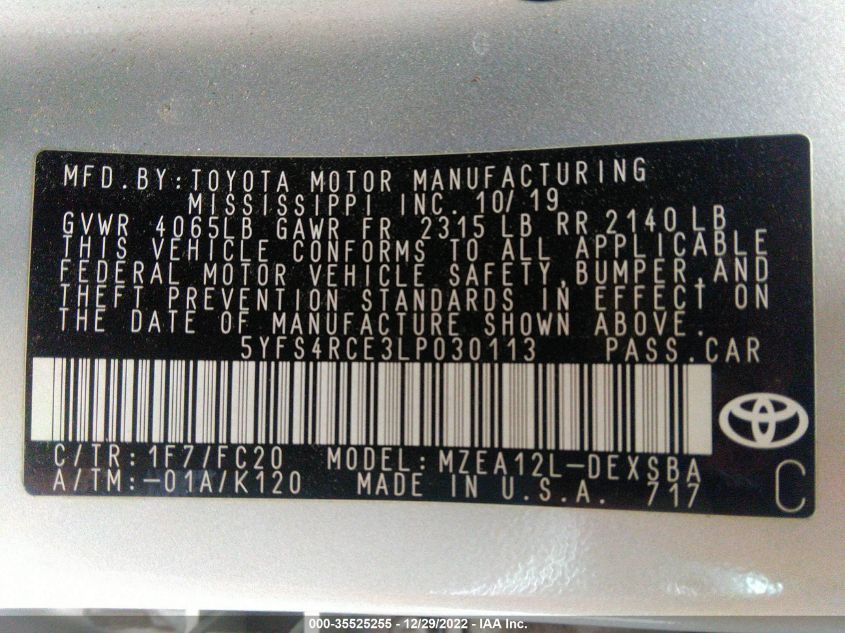 MFD.BY:TOYOTA MOTOR MANUFACTURING
MISSISSIPPI INC. 10/19
GVWR 4065LB GAWR FR 2315LB RR 2140LB
THIS VEHICLE CONFORMS TO ALL APPLICABLE
FEDERAL MOTOR VEHICLE SAFETY,BUMPER,AND
THEFT PREVENTION STANDARDS IN EFFECT ON
THE DATE OF MANUFACTURE SHOWN ABOVE.
5YFS4RCE3LP030113 PASS.CAR
C/TR:1F7/FC20 MODEL:MZEA12L-DEXSBA
A/TM:-01A/K120 MADE IN U.S.A. 717
C
000-35525255 - 12/29/2022 - IAA Inc.